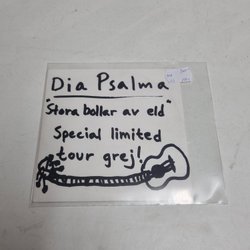 Dia Psalma
"Stora bollar av eld"
Special limited
tour grej!